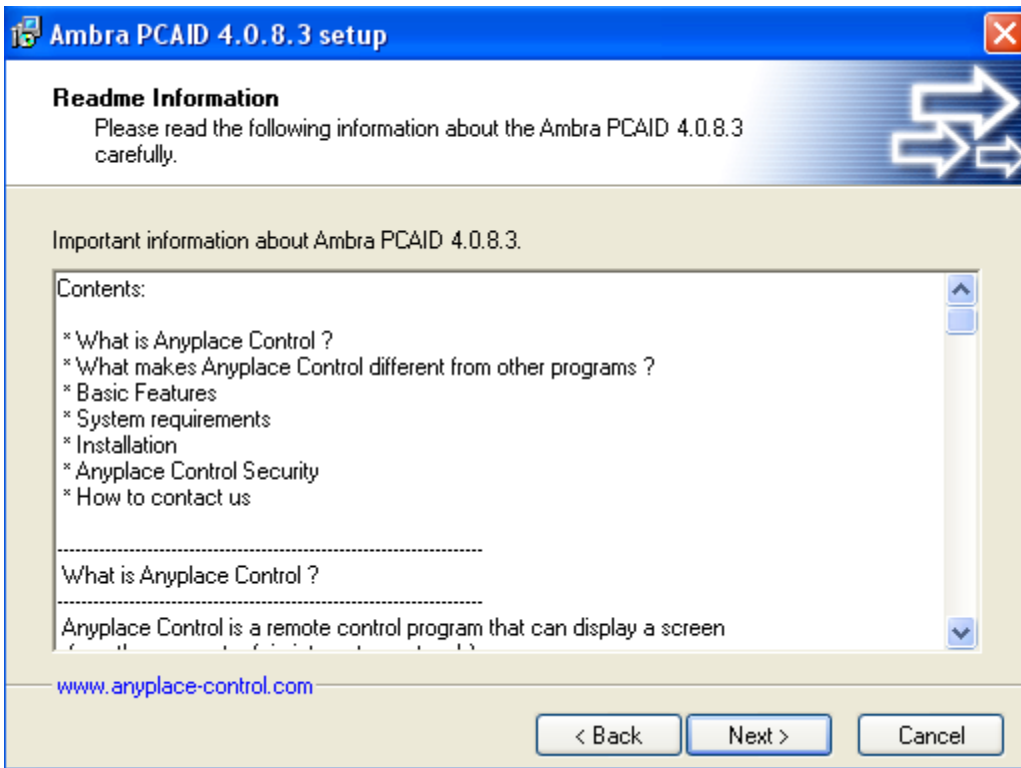 Ambra PCAID 4.0.8.3 setup
Readme Information
Please read the following information about the Ambra PCAID 4.0.8.3
carefully.
Important information about Ambra PCAID 4.0.8.3.
Contents:
* What is Anyplace Control ?
* What makes Anyplace Control different from other programs ?
* Basic Features
* System requirements
* Installation
* Anyplace Control Security
* How to contact us
-----------------------------------------------------------------------
What is Anyplace Control ?
-----------------------------------------------------------------------
Anyplace Control is a remote control program that can display a screen
www.anyplace-control.com
< Back
Next >
Cancel